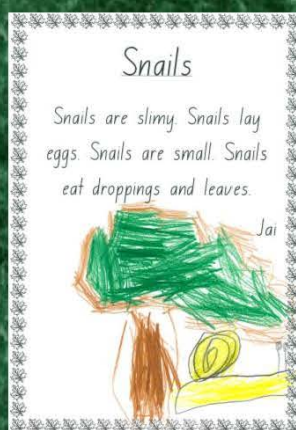 Snails
Snails are slimy. Snails lay
eggs. Snails are small. Snails
eat droppings and leaves.
Jai